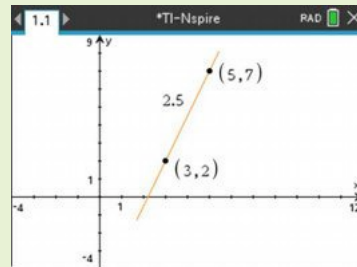 1.1 *TI-Nspire RAD
9 y
(5,7)
2.5
(3,2)
1
x
-4 1 12
-4